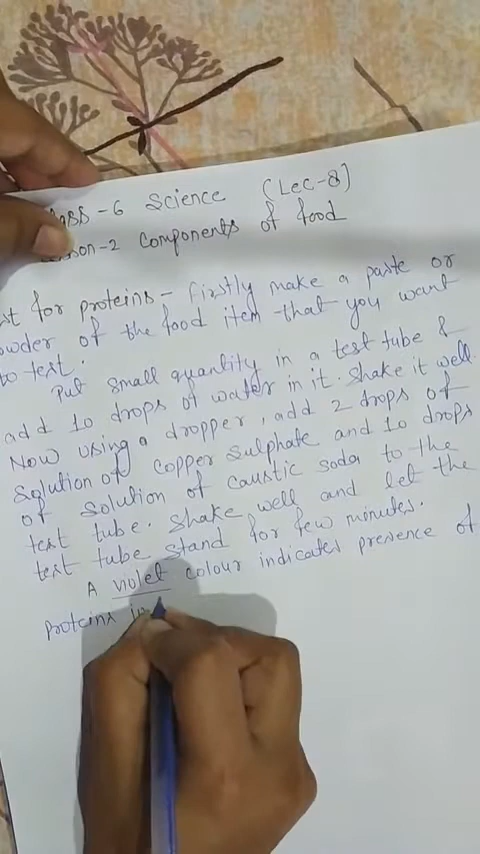 ass-6 Science (Lec-8)
son-2 Components of food
st for proteins - Firstly make a paste or
owder of the food item that you want
to test.
Put small quantity in a test tube &
add 10 drops of water in it. Shake it well.
Now using a dropper, add 2 drops of
Solution of copper sulphate and 10 drops
of solution of caustic soda to the
test tube. Shake well and let the
test tube stand for few minutes.
A violet colour indicates presence of
proteins in